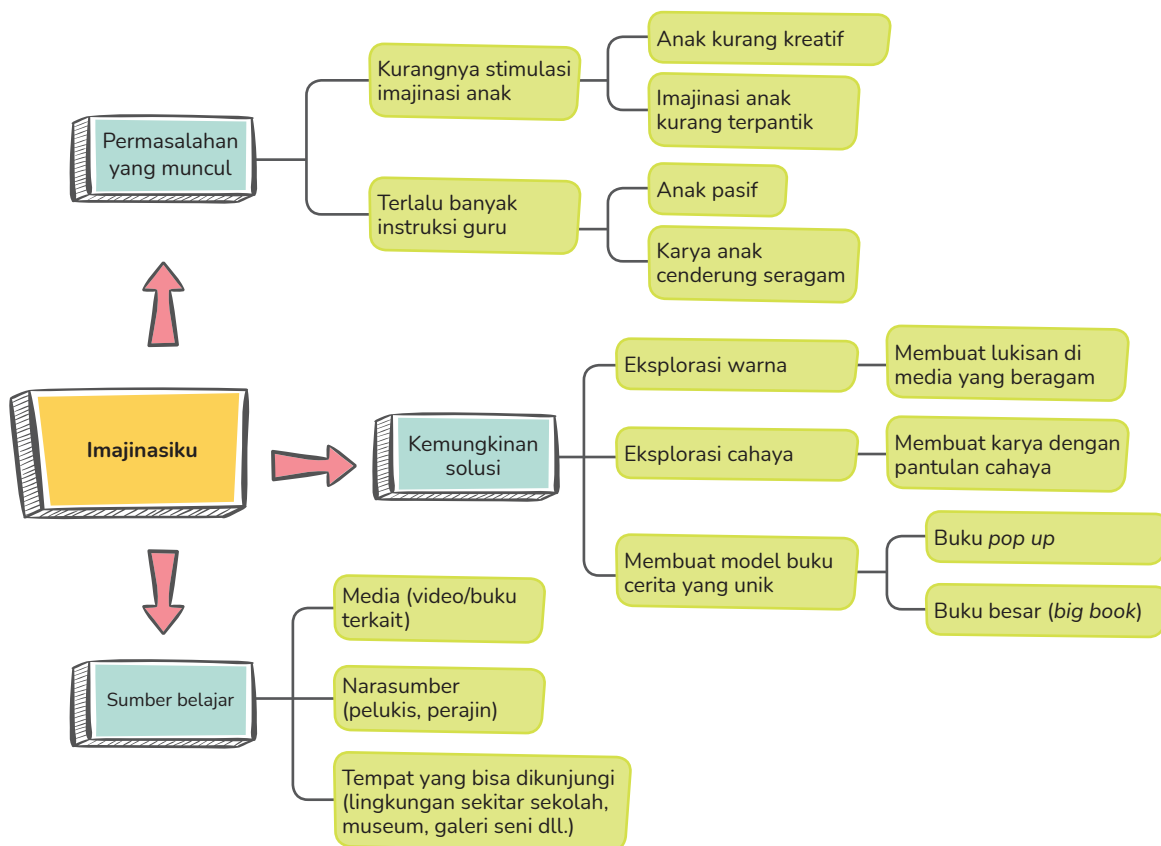 Permasalahan
yang muncul
Kurangnya stimulasi
imajinasi anak
Anak kurang kreatif
Imajinasi anak
kurang terpantik
Terlalu banyak
instruksi guru
Anak pasif
Karya anak
cenderung seragam
Imajinasiku
Kemungkinan
solusi
Eksplorasi warna
Membuat lukisan di
media yang beragam
Eksplorasi cahaya
Membuat karya dengan
pantulan cahaya
Membuat model buku
cerita yang unik
Buku pop up
Buku besar (big book)
Sumber belajar
Media (video/buku
terkait)
Narasumber
(pelukis, perajin)
Tempat yang bisa dikunjungi
(lingkungan sekitar sekolah,
museum, galeri seni dll.)